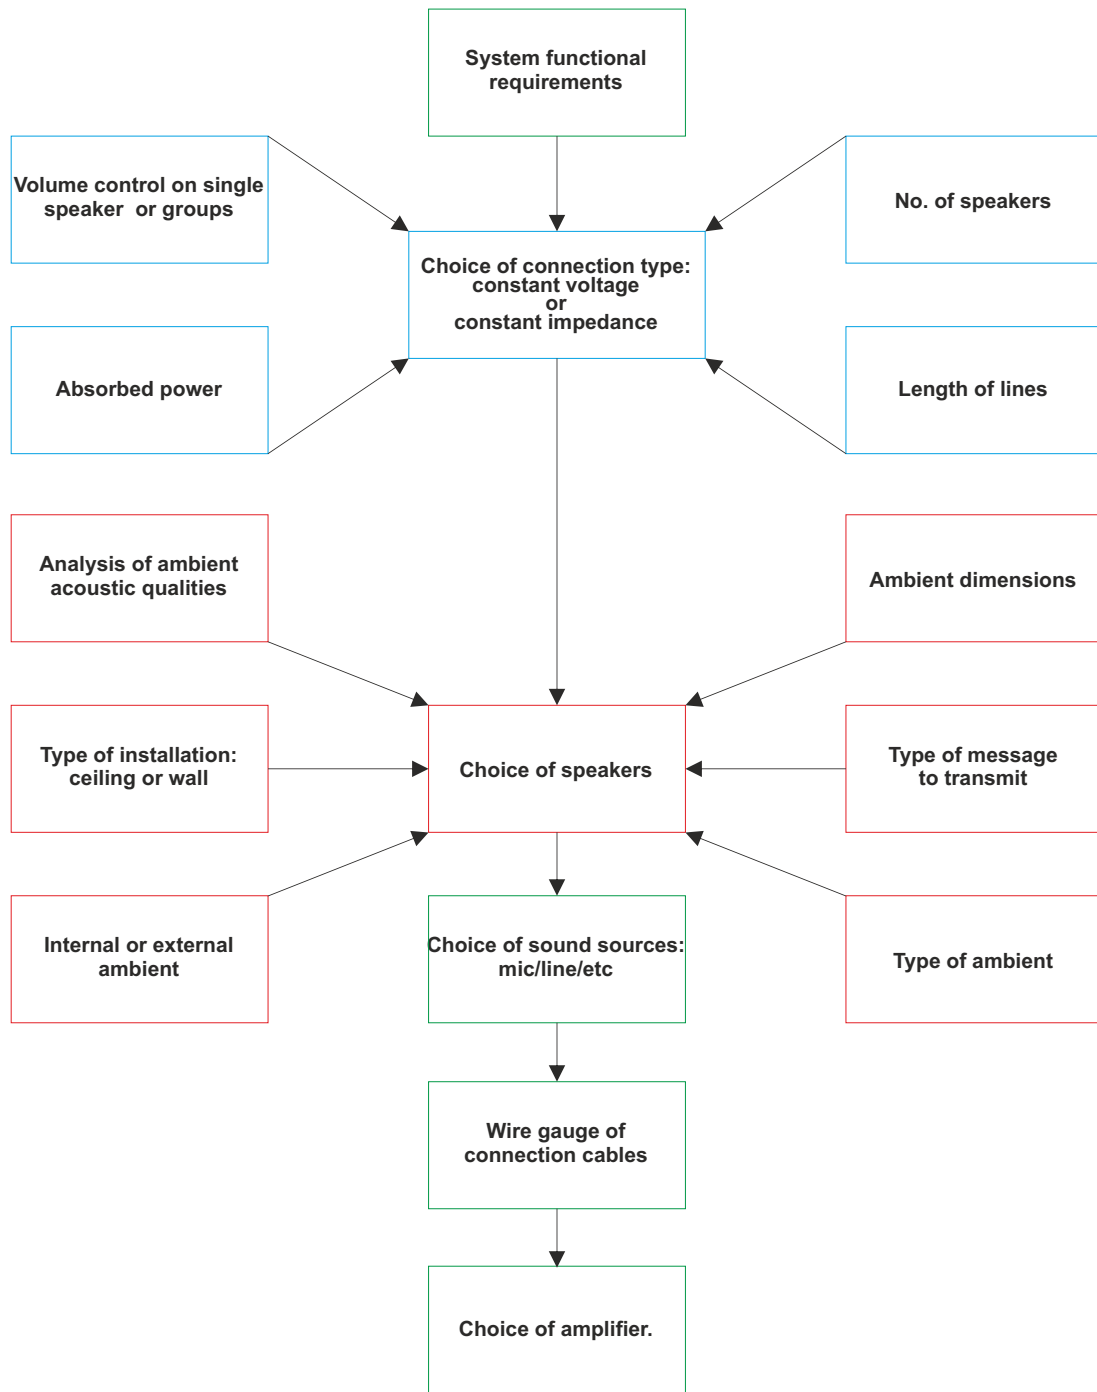 System functional
requirements
Volume control on single
speaker or groups
No. of speakers
Choice of connection type:
constant voltage
or
constant impedance
Absorbed power
Length of lines
Analysis of ambient
acoustic qualities
Ambient dimensions
Type of installation:
ceiling or wall
Choice of speakers
Type of message
to transmit
Internal or external
ambient
Choice of sound sources:
mic/line/etc
Type of ambient
Wire gauge of
connection cables
Choice of amplifier.